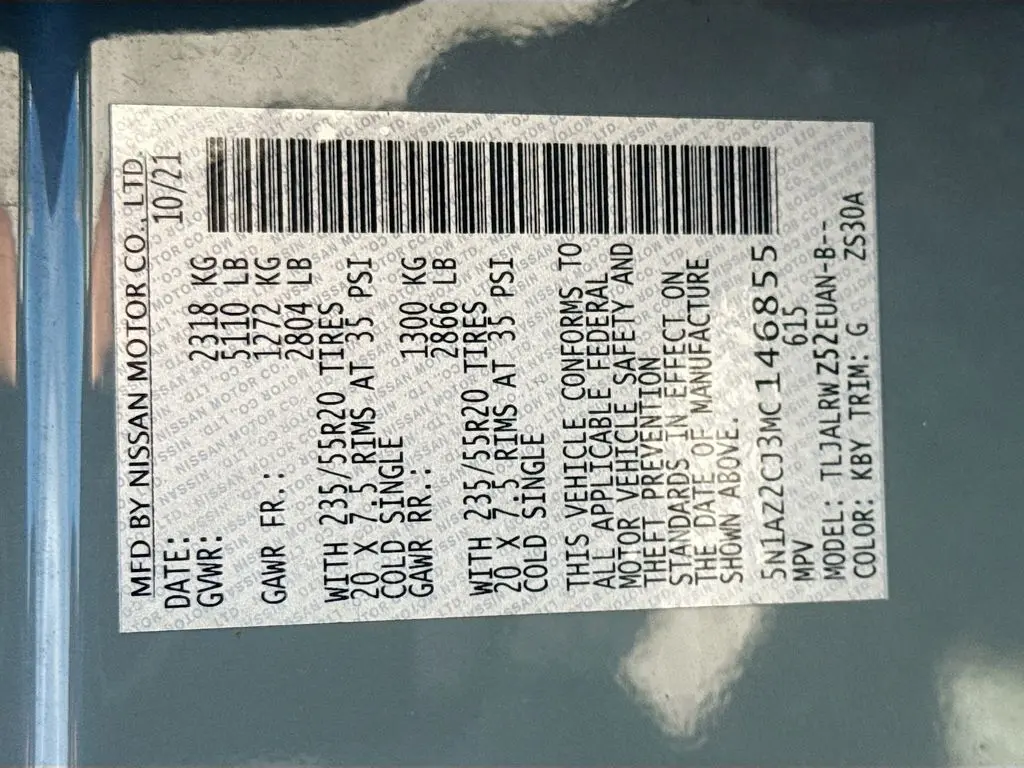 MFD BY NISSAN MOTOR CO., LTD.
DATE: 10/21
GVWR: 2318 KG
5110 LB
GAWR FR.: 1272 KG
2804 LB
WITH 235/55R20 TIRES
20 X 7.5 RIMS AT 35 PSI
COLD SINGLE
GAWR RR.: 1300 KG
2866 LB
WITH 235/55R20 TIRES
20 X 7.5 RIMS AT 35 PSI
COLD SINGLE
THIS VEHICLE CONFORMS TO
ALL APPLICABLE FEDERAL
MOTOR VEHICLE SAFETY AND
THEFT PREVENTION
STANDARDS IN EFFECT ON
THE DATE OF MANUFACTURE
SHOWN ABOVE.
5N1AZ2CJ3MC146855
MPV 615
MODEL: TLJALRWZ52EUAN-B--
COLOR: KBY TRIM: G ZS30A